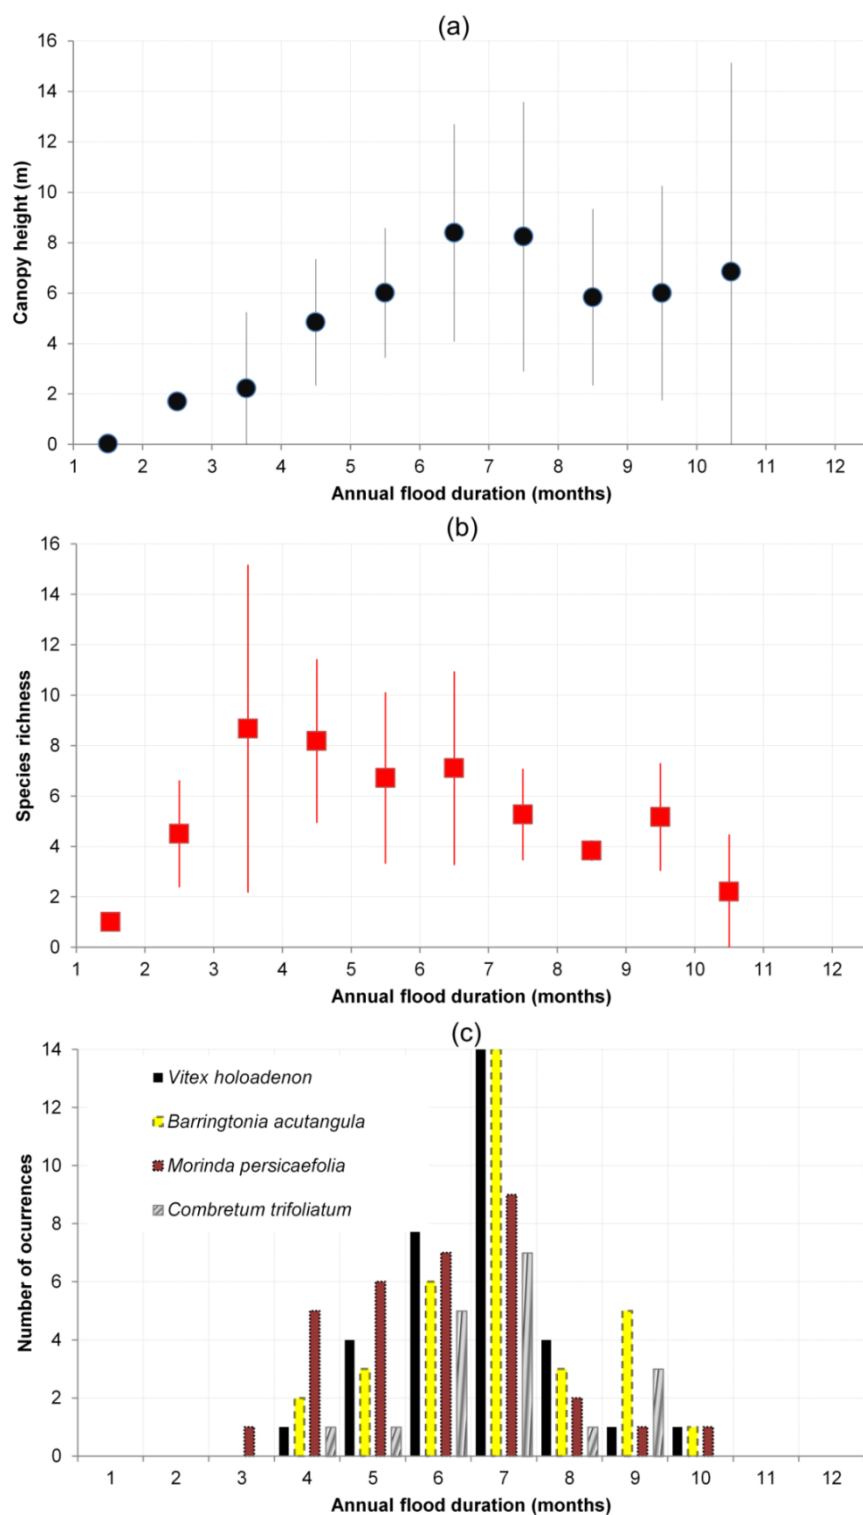 (a)
16
14
12
10
8
6
4
2
0
Canopy height (m)
1 2 3 4 5 6 7 8 9 10 11 12
Annual flood duration (months)
(b)
16
14
12
10
8
6
4
2
0
Species richness
1 2 3 4 5 6 7 8 9 10 11 12
Annual flood duration (months)
(c)
14
12
10
8
6
4
2
0
Number of ocurrences
Vitex holoadenon
Barringtonia acutangula
Morinda persicaefolia
Combretum trifoliatum
1 2 3 4 5 6 7 8 9 10 11 12
Annual flood duration (months)